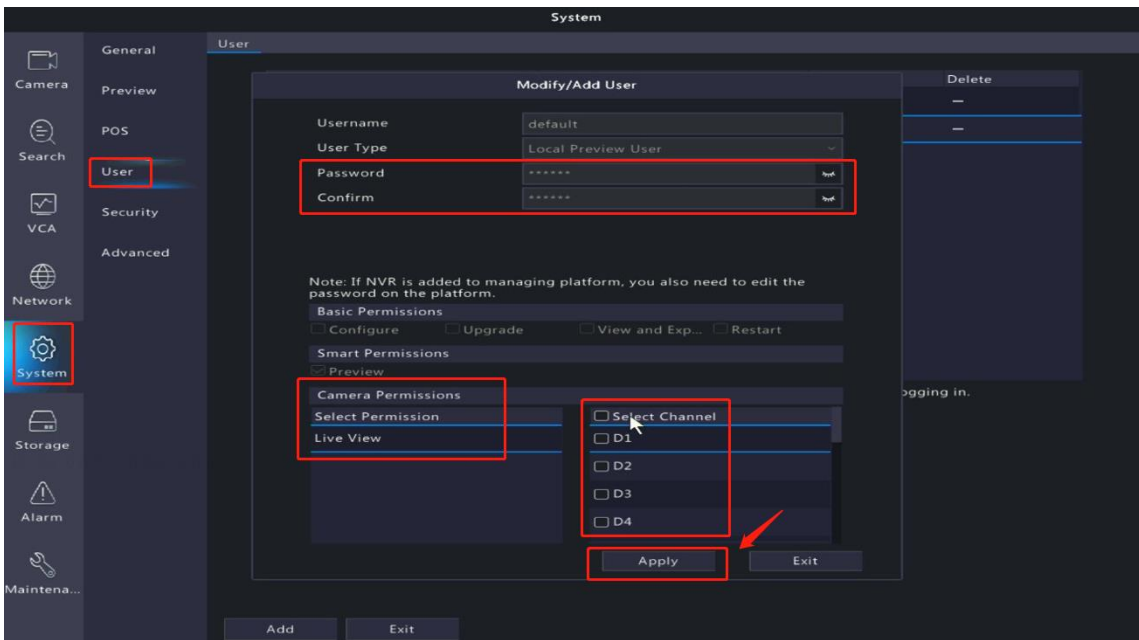 System
Camera
Search
VCA
Network
System
Storage
Alarm
Maintena...
General
Preview
POS
User
Security
Advanced
User
Delete
—
—
Modify/Add User
Username default
User Type Local Preview User
Password ******
Confirm ******
Note: If NVR is added to managing platform, you also need to edit the
password on the platform.
Basic Permissions
Configure Upgrade View and Exp... Restart
Smart Permissions
Preview
Camera Permissions
Select Permission Select Channel
Live View D1
D2
D3
D4
Apply Exit
ogging in.
Add Exit